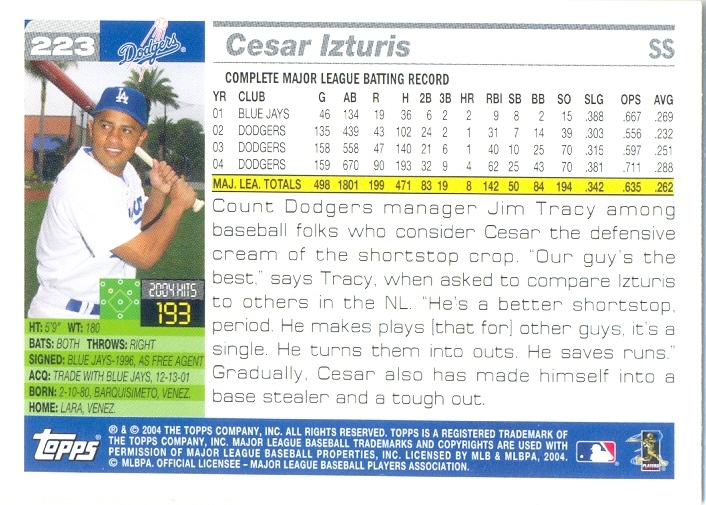 223
Dodgers
Cesar Izturis SS
COMPLETE MAJOR LEAGUE BATTING RECORD
YR CLUB G AB R H 2B 3B HR RBI SB BB SO SLG OPS AVG
01 BLUE JAYS 46 134 19 36 6 2 2 9 8 2 15 .388 .667 .269
02 DODGERS 135 439 43 102 24 2 1 31 7 14 39 .303 .556 .232
03 DODGERS 158 558 47 140 21 6 1 40 10 25 70 .315 .597 .251
04 DODGERS 159 670 90 193 32 9 4 62 25 43 70 .381 .711 .288
MAJ. LEA. TOTALS 498 1801 199 471 83 19 8 142 50 84 194 .342 .635 .262
Count Dodgers manager Jim Tracy among
baseball folks who consider Cesar the defensive
cream of the shortstop crop. “Our guy's the
best,” says Tracy, when asked to compare Izturis
to others in the NL. “He's a better shortstop,
period. He makes plays [that for] other guys, it's a
single. He turns them into outs. He saves runs.”
Gradually, Cesar also has made himself into a
base stealer and a tough out.
LA
2004 HITS
193
HT: 5'9" WT: 180
BATS: BOTH THROWS: RIGHT
SIGNED: BLUE JAYS-1996, AS FREE AGENT
ACQ: TRADE WITH BLUE JAYS, 12-13-01
BORN: 2-10-80, BARQUISIMETO, VENEZ.
HOME: LARA, VENEZ.
Topps
® & © 2004 THE TOPPS COMPANY, INC. ALL RIGHTS RESERVED. TOPPS IS A REGISTERED TRADEMARK OF
THE TOPPS COMPANY, INC. MAJOR LEAGUE BASEBALL TRADEMARKS AND COPYRIGHTS ARE USED WITH
PERMISSION OF MAJOR LEAGUE BASEBALL PROPERTIES, INC. LICENSED BY MLB & MLBPA, 2004.
© MLBPA. OFFICIAL LICENSEE - MAJOR LEAGUE BASEBALL PLAYERS ASSOCIATION.
PLAYERS